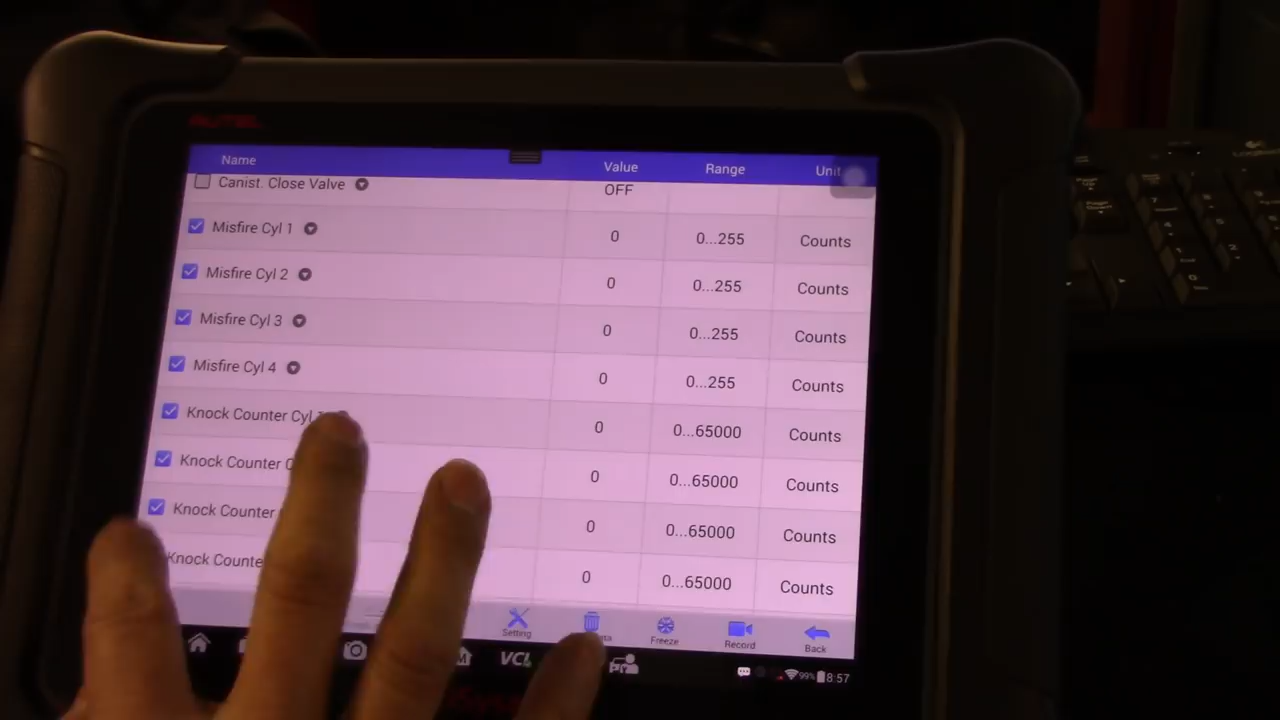 AUTEL
Name Value Range Unit
Canist. Close Valve OFF
Misfire Cyl 1 0 0...255 Counts
Misfire Cyl 2 0 0...255 Counts
Misfire Cyl 3 0 0...255 Counts
Misfire Cyl 4 0 0...255 Counts
Knock Counter Cyl 0 0...65000 Counts
Knock Counter 0 0...65000 Counts
Knock Counter 0 0...65000 Counts
Knock Counte 0 0...65000 Counts
Setting Freeze Record Back
VCI 99% 8:57